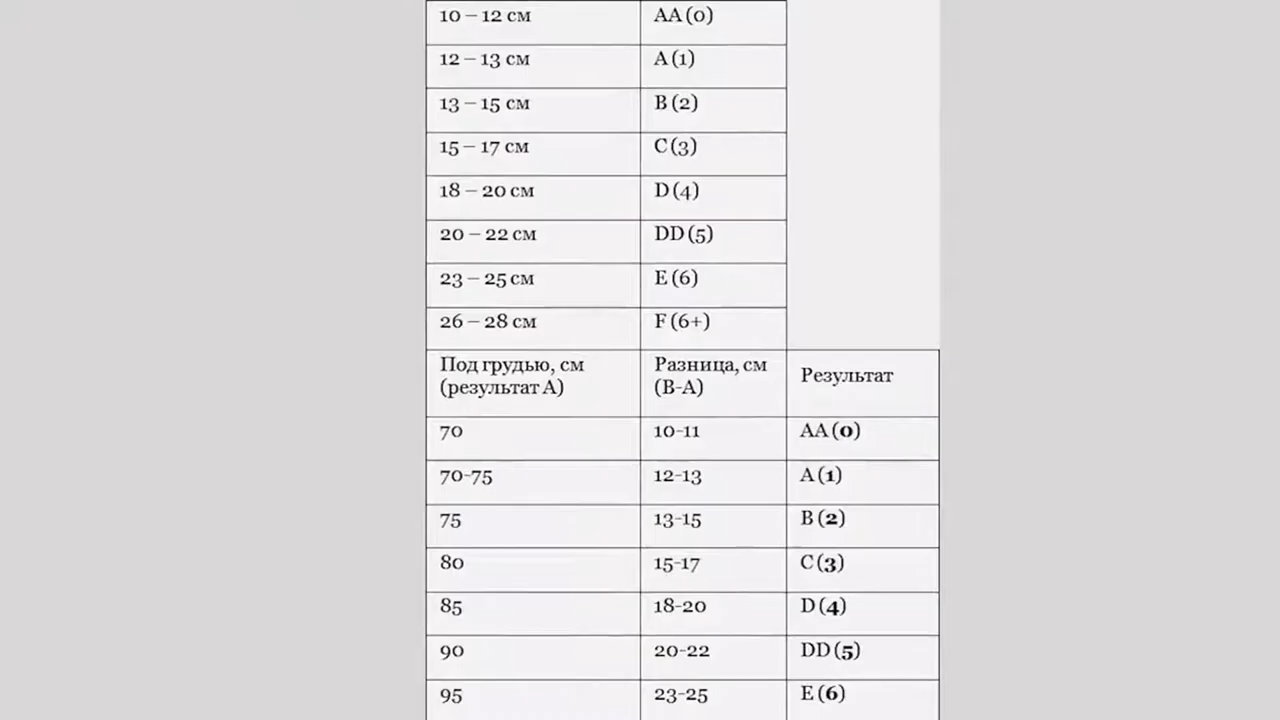 10 – 12 см AA (0)
12 – 13 см A (1)
13 – 15 см B (2)
15 – 17 см C (3)
18 – 20 см D (4)
20 – 22 см DD (5)
23 – 25 см E (6)
26 – 28 см F (6+)
Под грудью, см
(результат А)
Разница, см
(В-А)
Результат
70 10-11 AA (0)
70-75 12-13 A (1)
75 13-15 B (2)
80 15-17 C (3)
85 18-20 D (4)
90 20-22 DD (5)
95 23-25 E (6)